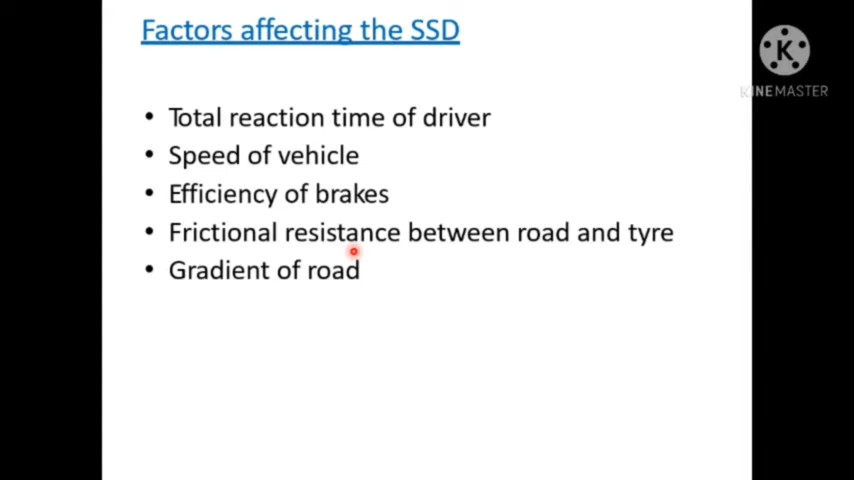 Factors affecting the SSD
K
KINEMASTER
• Total reaction time of driver
• Speed of vehicle
• Efficiency of brakes
• Frictional resistance between road and tyre
• Gradient of road